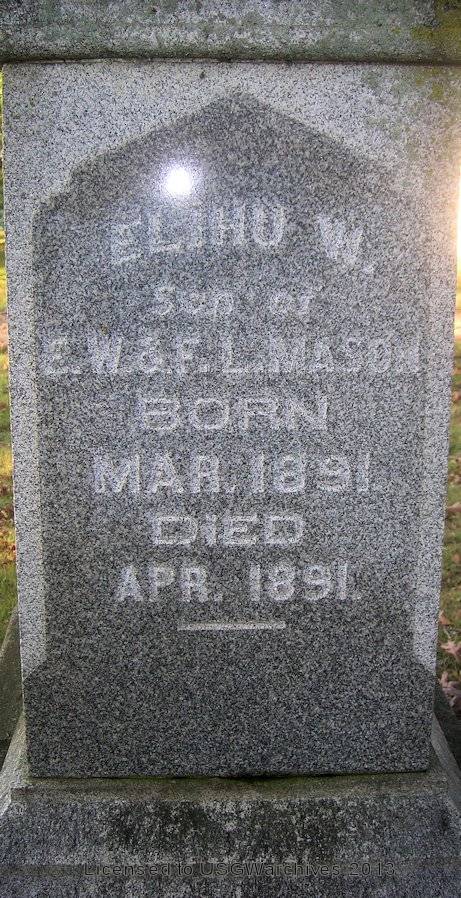 ELIHU W.
Son of
E. W. & F. L. MASON
BORN
MAR. 1891
DIED
APR. 1891.
Licensed to USGWarchives 2013